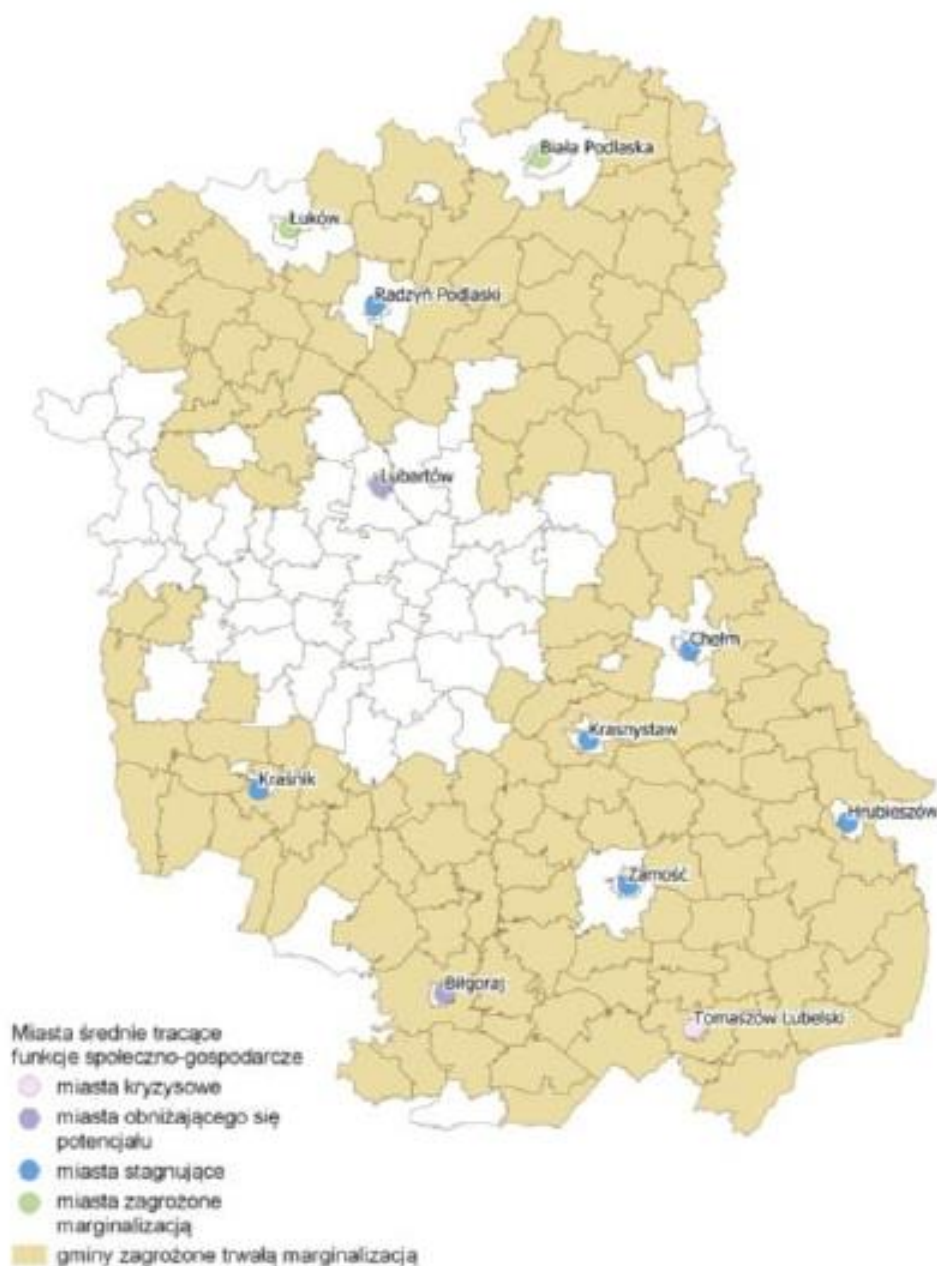 Biała Podlaska
Łuków
Radzyń Podlaski
Lubartów
Chełm
Krasnystaw
Kraśnik
Hrubieszów
Zamość
Biłgoraj
Tomaszów Lubelski
Miasta średnie tracące
funkcje społeczno-gospodarcze
miasta kryzysowe
miasta obniżającego się
potencjału
miasta stagnujące
miasta zagrożone
marginalizacją
gminy zagrożone trwałą marginalizacją